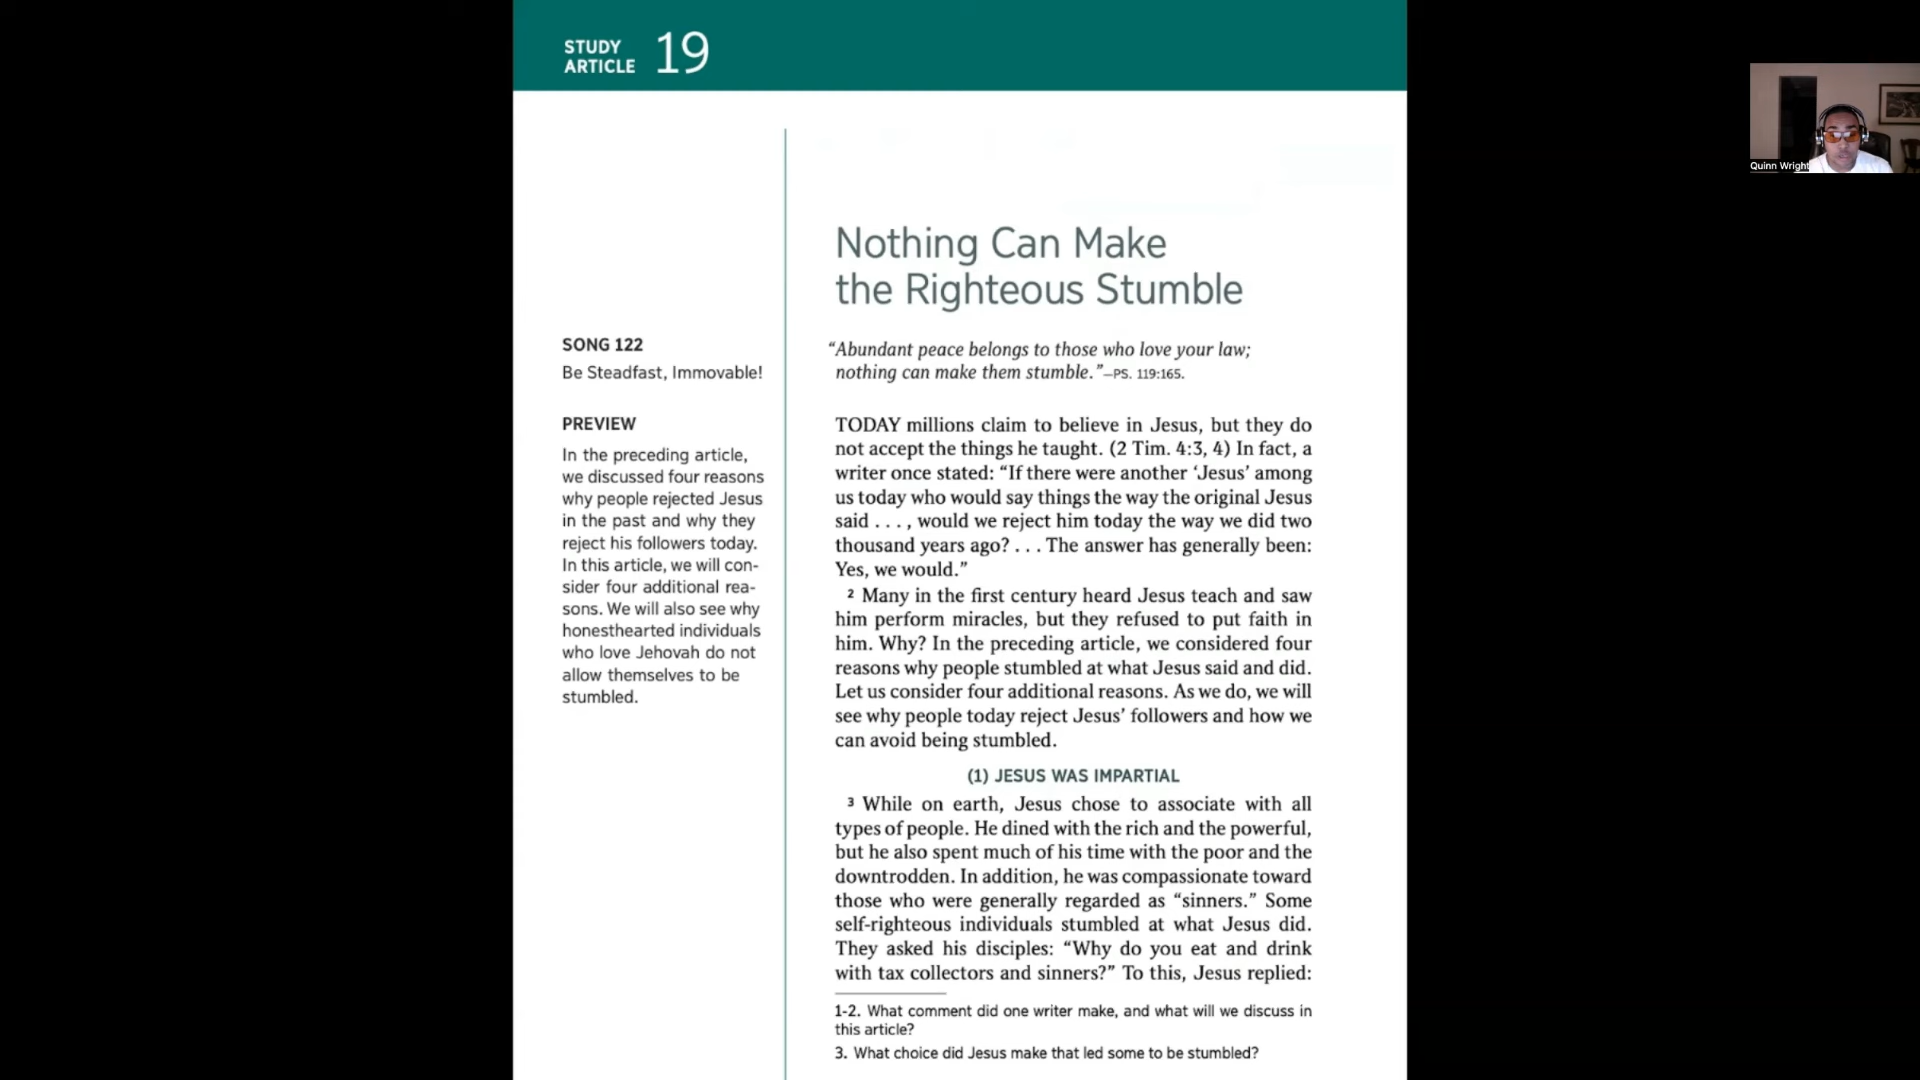 STUDY
ARTICLE 19
Quinn Wright
Nothing Can Make
the Righteous Stumble
SONG 122
Be Steadfast, Immovable!
PREVIEW
In the preceding article,
we discussed four reasons
why people rejected Jesus
in the past and why they
reject his followers today.
In this article, we will con-
sider four additional rea-
sons. We will also see why
honesthearted individuals
who love Jehovah do not
allow themselves to be
stumbled.
“Abundant peace belongs to those who love your law;
nothing can make them stumble.”—PS. 119:165.
TODAY millions claim to believe in Jesus, but they do
not accept the things he taught. (2 Tim. 4:3, 4) In fact, a
writer once stated: “If there were another ‘Jesus’ among
us today who would say things the way the original Jesus
said . . . , would we reject him today the way we did two
thousand years ago? . . . The answer has generally been:
Yes, we would.”
2 Many in the first century heard Jesus teach and saw
him perform miracles, but they refused to put faith in
him. Why? In the preceding article, we considered four
reasons why people stumbled at what Jesus said and did.
Let us consider four additional reasons. As we do, we will
see why people today reject Jesus’ followers and how we
can avoid being stumbled.
(1) JESUS WAS IMPARTIAL
3 While on earth, Jesus chose to associate with all
types of people. He dined with the rich and the powerful,
but he also spent much of his time with the poor and the
downtrodden. In addition, he was compassionate toward
those who were generally regarded as “sinners.” Some
self-righteous individuals stumbled at what Jesus did.
They asked his disciples: “Why do you eat and drink
with tax collectors and sinners?” To this, Jesus replied:
1-2. What comment did one writer make, and what will we discuss in
this article?
3. What choice did Jesus make that led some to be stumbled?